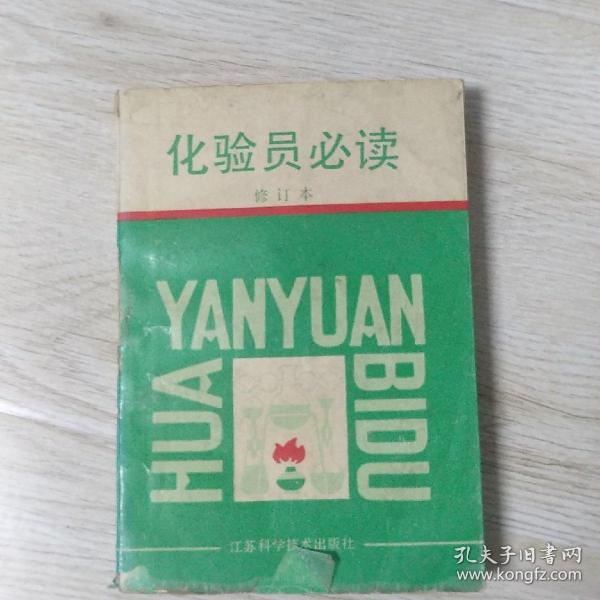 化验员必读
修订本
HUA
YANYUAN
BIDU
江苏科学技术出版社
孔夫子旧书网
www.kongfz.com